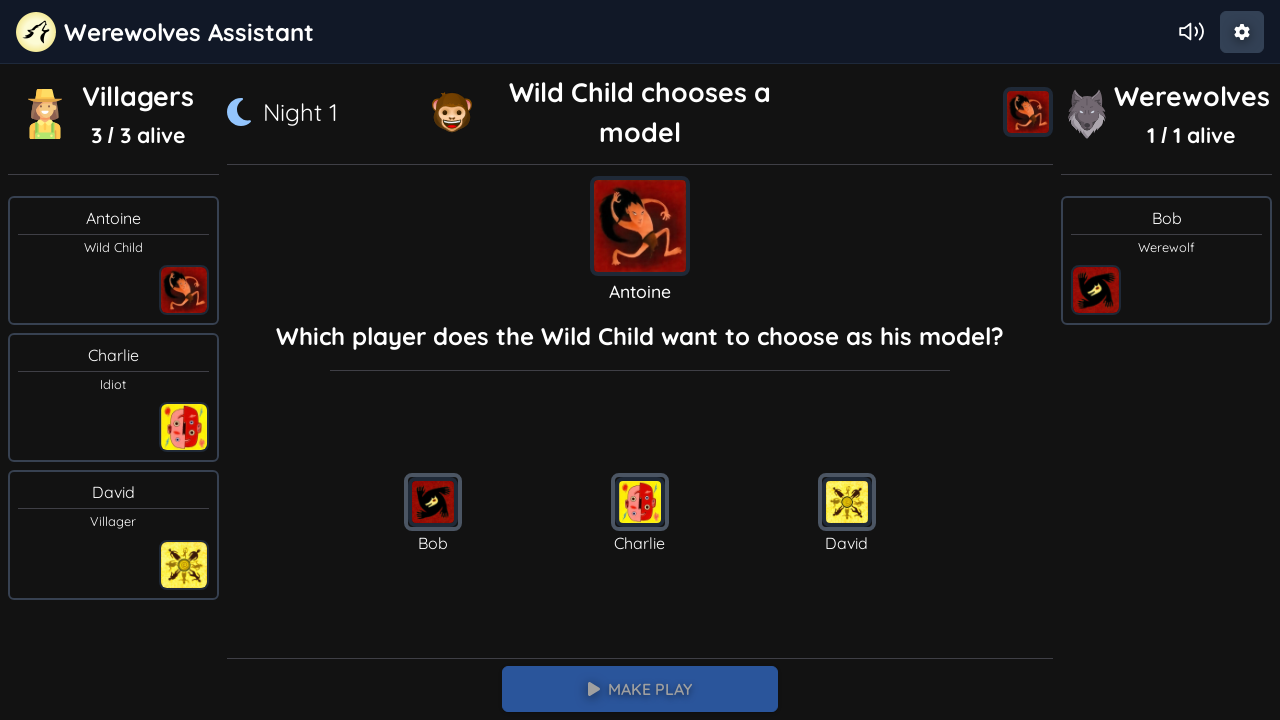 Werewolves Assistant
Villagers
3 / 3 alive
Night 1
Wild Child chooses a
model
Werewolves
1 / 1 alive
Antoine
Wild Child
Charlie
Idiot
David
Villager
Antoine
Which player does the Wild Child want to choose as his model?
Bob
Charlie
David
Bob
Werewolf
MAKE PLAY